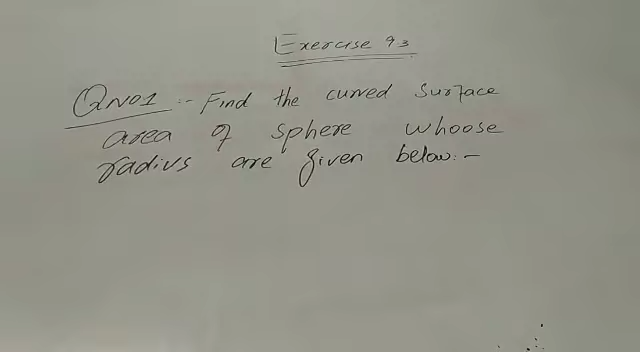 Exercise 9.3
QNO1 :- Find the curved surface
area of sphere whoose
radius are given below:-